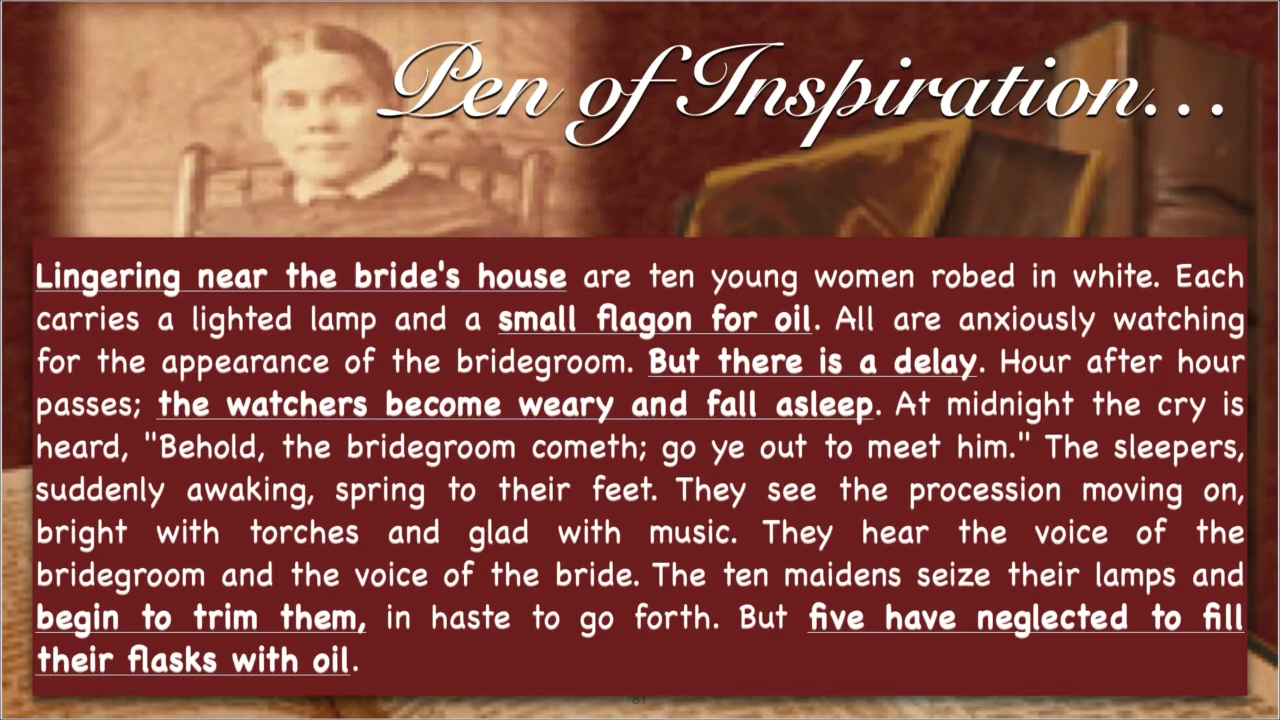 Pen of Inspiration...
Lingering near the bride's house are ten young women robed in white. Each
carries a lighted lamp and a small flagon for oil. All are anxiously watching
for the appearance of the bridegroom. But there is a delay. Hour after hour
passes; the watchers become weary and fall asleep. At midnight the cry is
heard, "Behold, the bridegroom cometh; go ye out to meet him." The sleepers,
suddenly awaking, spring to their feet. They see the procession moving on,
bright with torches and glad with music. They hear the voice of the
bridegroom and the voice of the bride. The ten maidens seize their lamps and
begin to trim them, in haste to go forth. But five have neglected to fill
their flasks with oil.